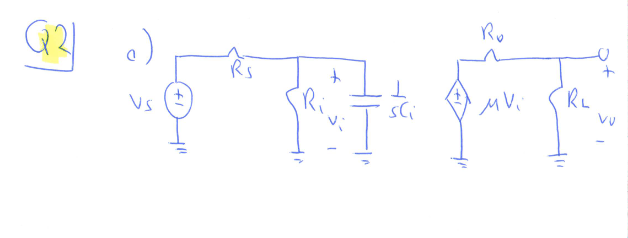 Q2
c)
Rs
Vs
+
-
Ri
+
Vi
-
1
sCi
Ro
+
-
μVi
RL
+
Vo
-